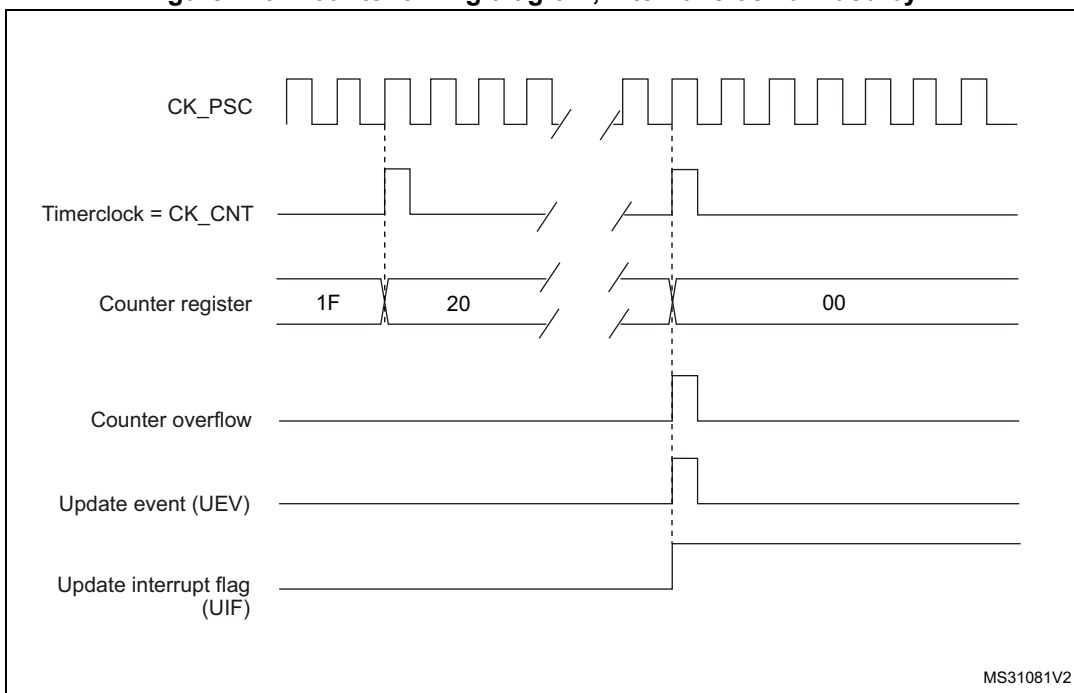 CK_PSC
Timerclock = CK_CNT
Counter register
1F
20
00
Counter overflow
Update event (UEV)
Update interrupt flag
(UIF)
MS31081V2